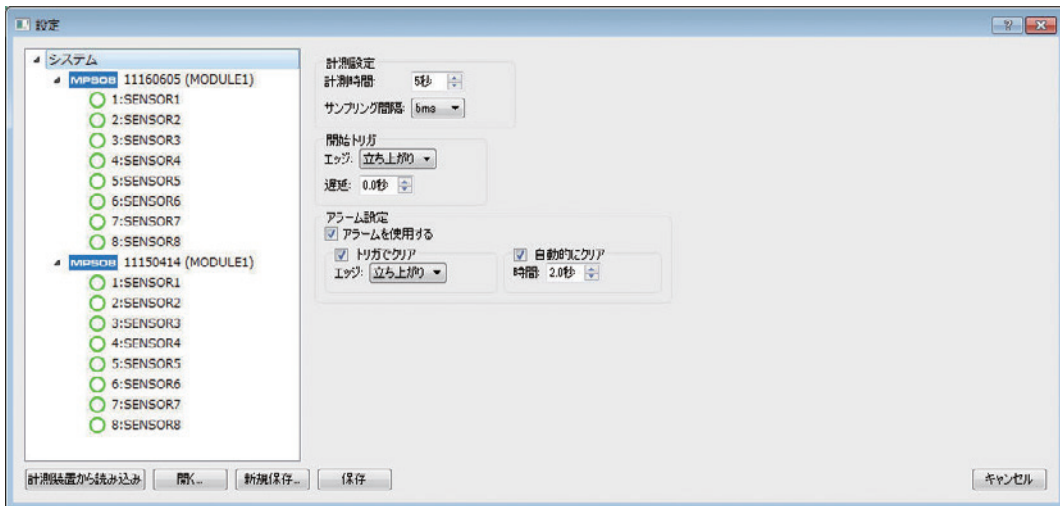 設定
システム
MPS08 11160605 (MODULE1)
1:SENSOR1
2:SENSOR2
3:SENSOR3
4:SENSOR4
5:SENSOR5
6:SENSOR6
7:SENSOR7
8:SENSOR8
MPS08 11150414 (MODULE1)
1:SENSOR1
2:SENSOR2
3:SENSOR3
4:SENSOR4
5:SENSOR5
6:SENSOR6
7:SENSOR7
8:SENSOR8
計測設定
計測時間: 5秒
サンプリング間隔: 5ms
開始トリガ
エッジ: 立ち上がり
遅延: 0.0秒
アラーム設定
アラームを使用する
トリガでクリア
エッジ: 立ち上がり
自動的にクリア
時間: 2.0秒
計測装置から読み込み 開く... 新規保存... 保存 キャンセル